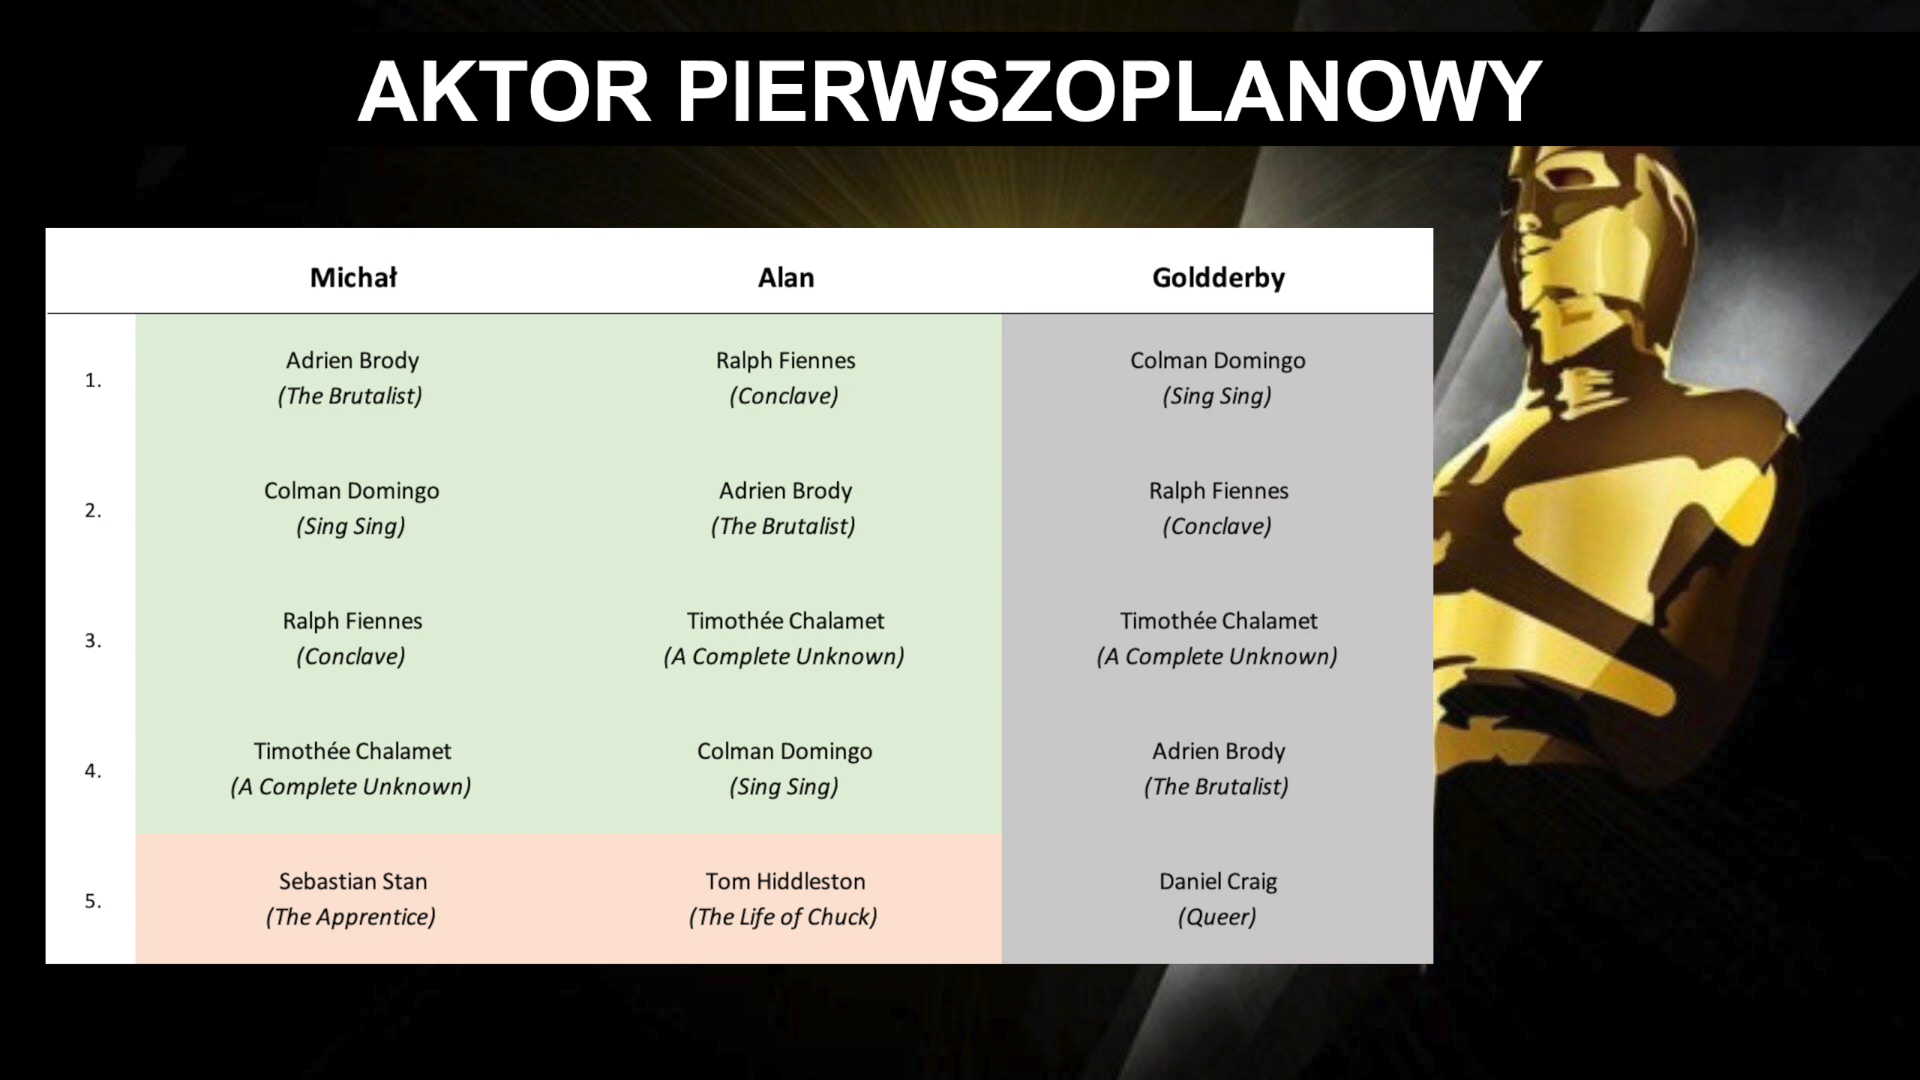 AKTOR PIERWSZOPLANOWY
Michał Alan Goldderby
1. Adrien Brody Ralph Fiennes Colman Domingo
(The Brutalist) (Conclave) (Sing Sing)
2. Colman Domingo Adrien Brody Ralph Fiennes
(Sing Sing) (The Brutalist) (Conclave)
3. Ralph Fiennes Timothée Chalamet Timothée Chalamet
(Conclave) (A Complete Unknown) (A Complete Unknown)
4. Timothée Chalamet Colman Domingo Adrien Brody
(A Complete Unknown) (Sing Sing) (The Brutalist)
5. Sebastian Stan Tom Hiddleston Daniel Craig
(The Apprentice) (The Life of Chuck) (Queer)